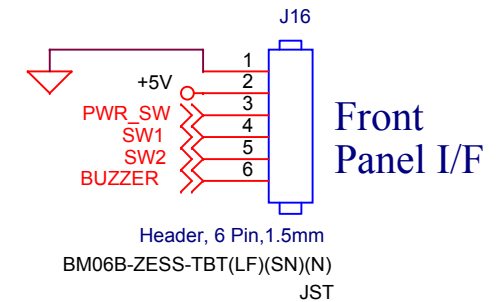 J16
1
+5V
2
PWR_SW
3
SW1
4
SW2
5
BUZZER
6
Front
Panel I/F
Header, 6 Pin,1.5mm
BM06B-ZESS-TBT(LF)(SN)(N)
JST